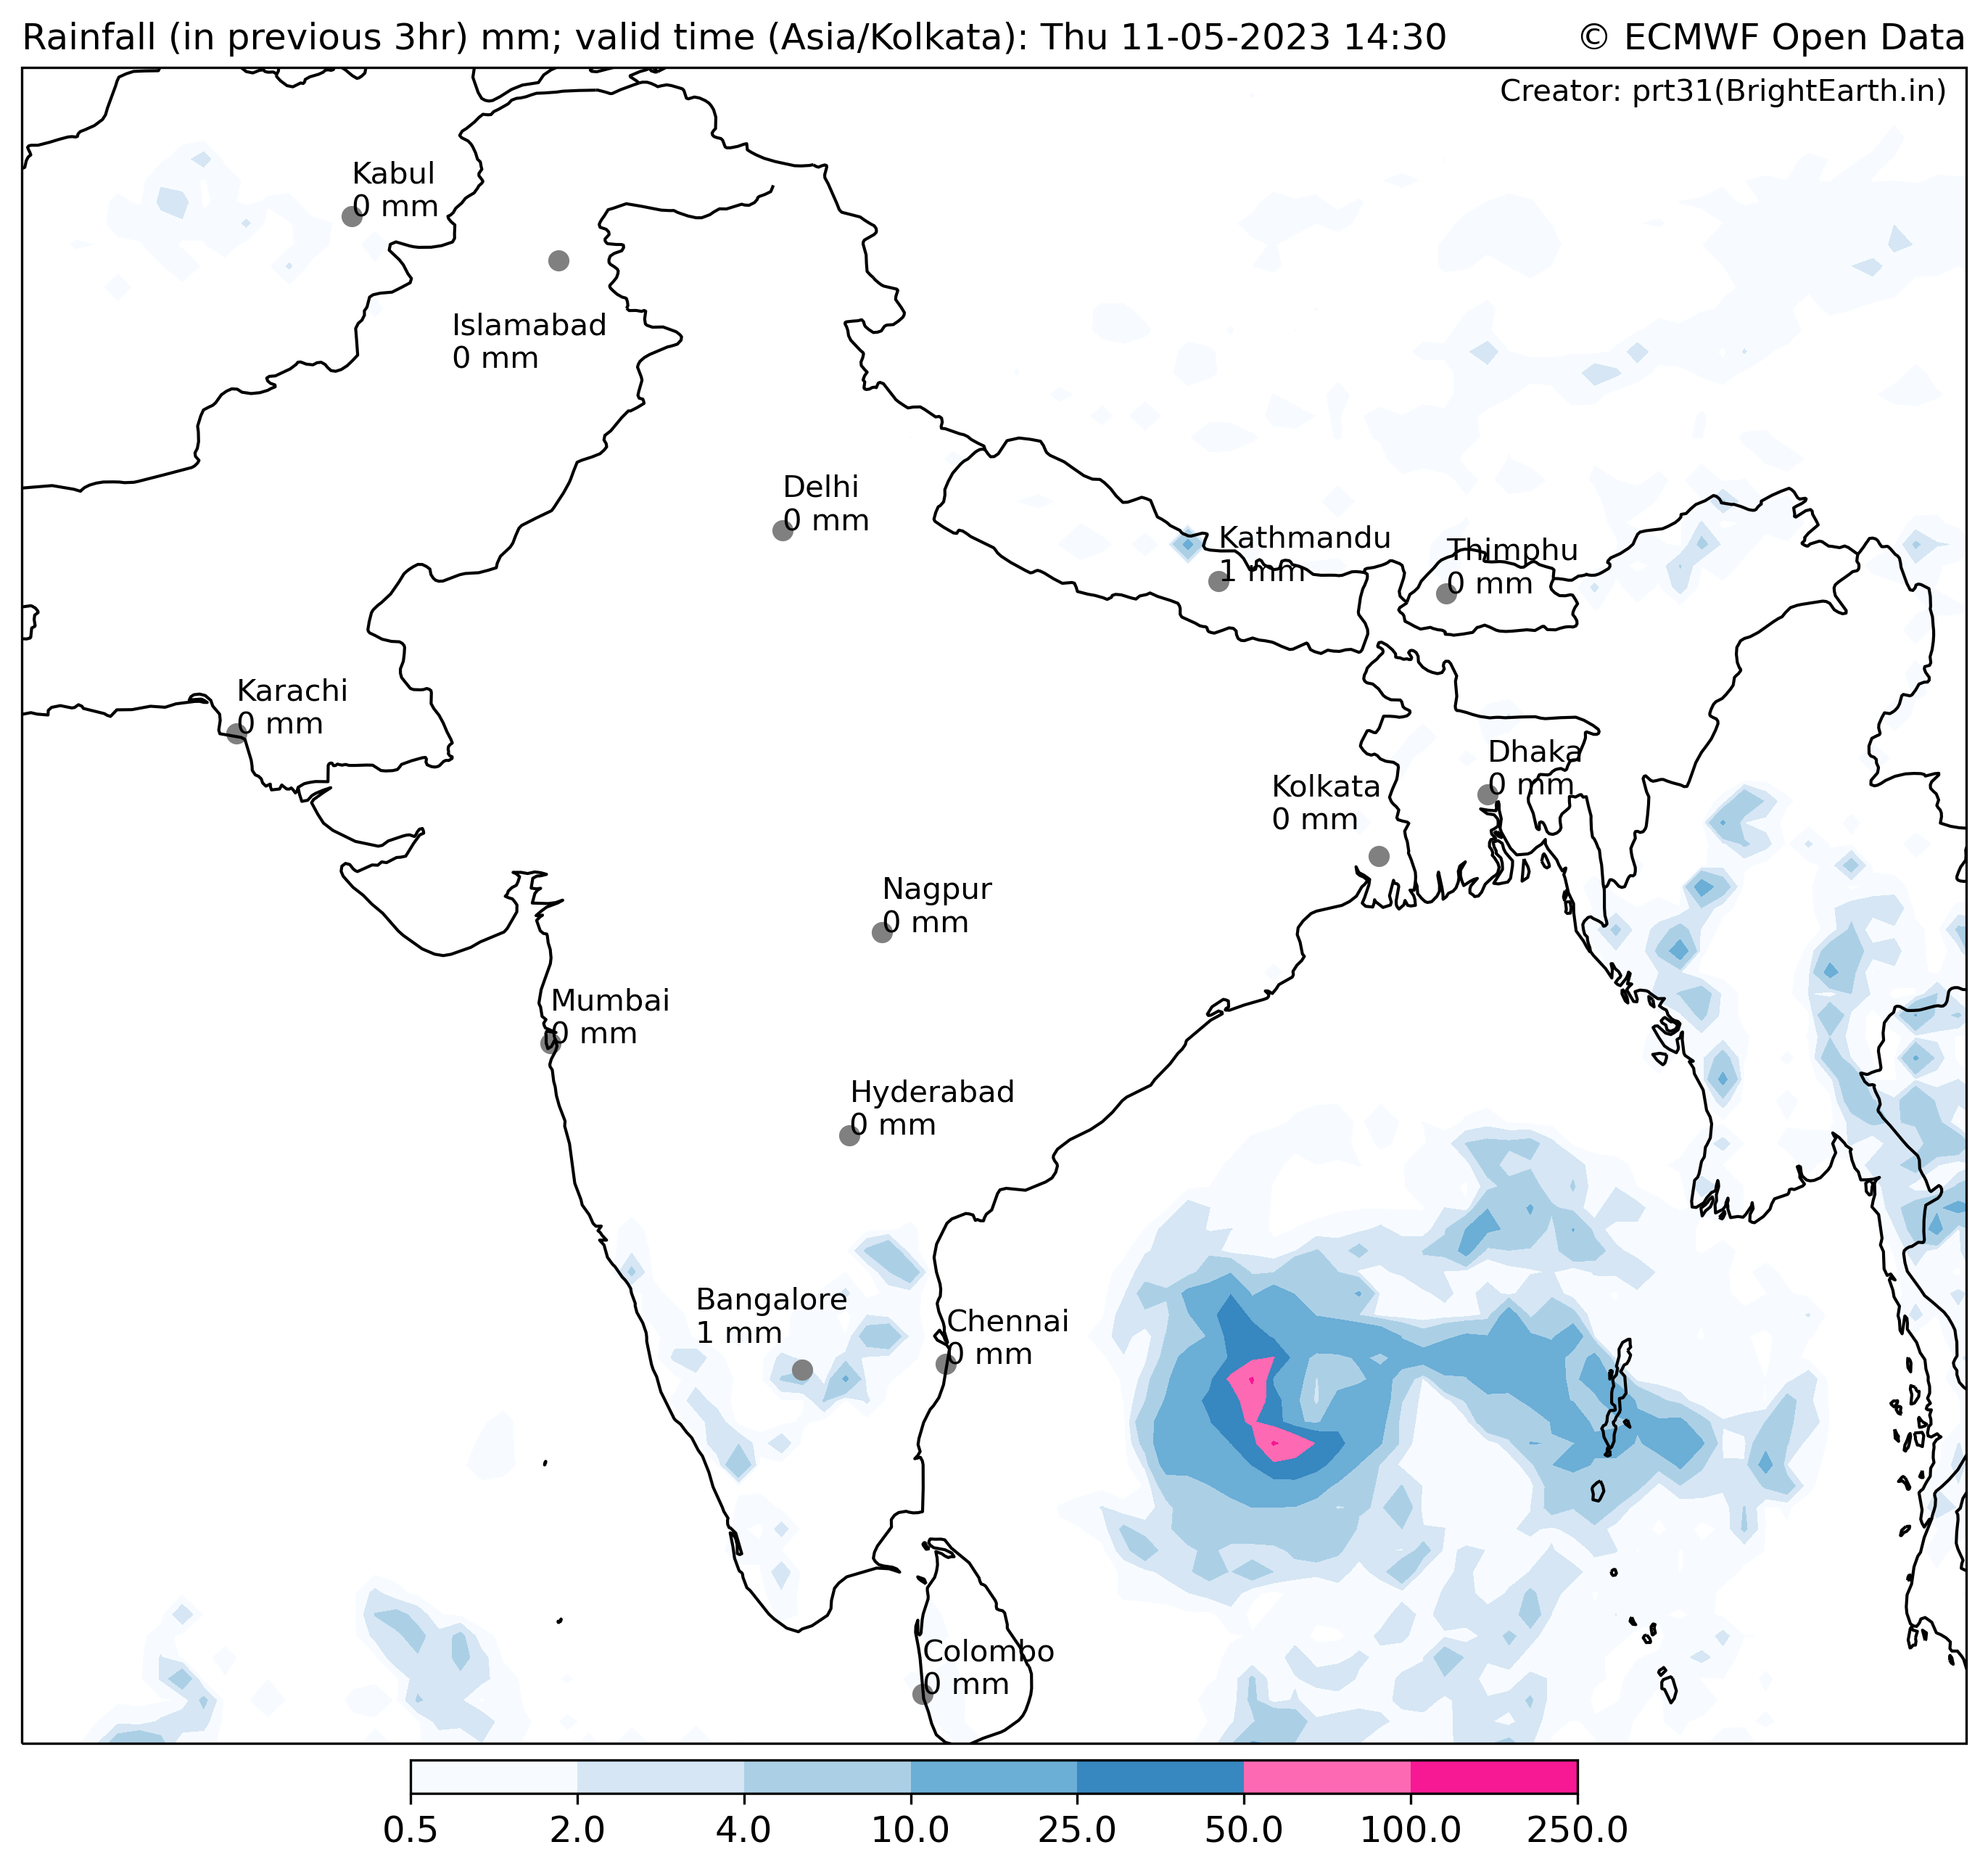 Rainfall (in previous 3hr) mm; valid time (Asia/Kolkata): Thu 11-05-2023 14:30
© ECMWF Open Data
Creator: prt31(BrightEarth.in)
Kabul
0 mm
Islamabad
0 mm
Delhi
0 mm
Kathmandu
1 mm
Thimphu
0 mm
Karachi
0 mm
Dhaka
0 mm
Kolkata
0 mm
Nagpur
0 mm
Mumbai
0 mm
Hyderabad
0 mm
Bangalore
1 mm
Chennai
0 mm
Colombo
0 mm
0.5 2.0 4.0 10.0 25.0 50.0 100.0 250.0